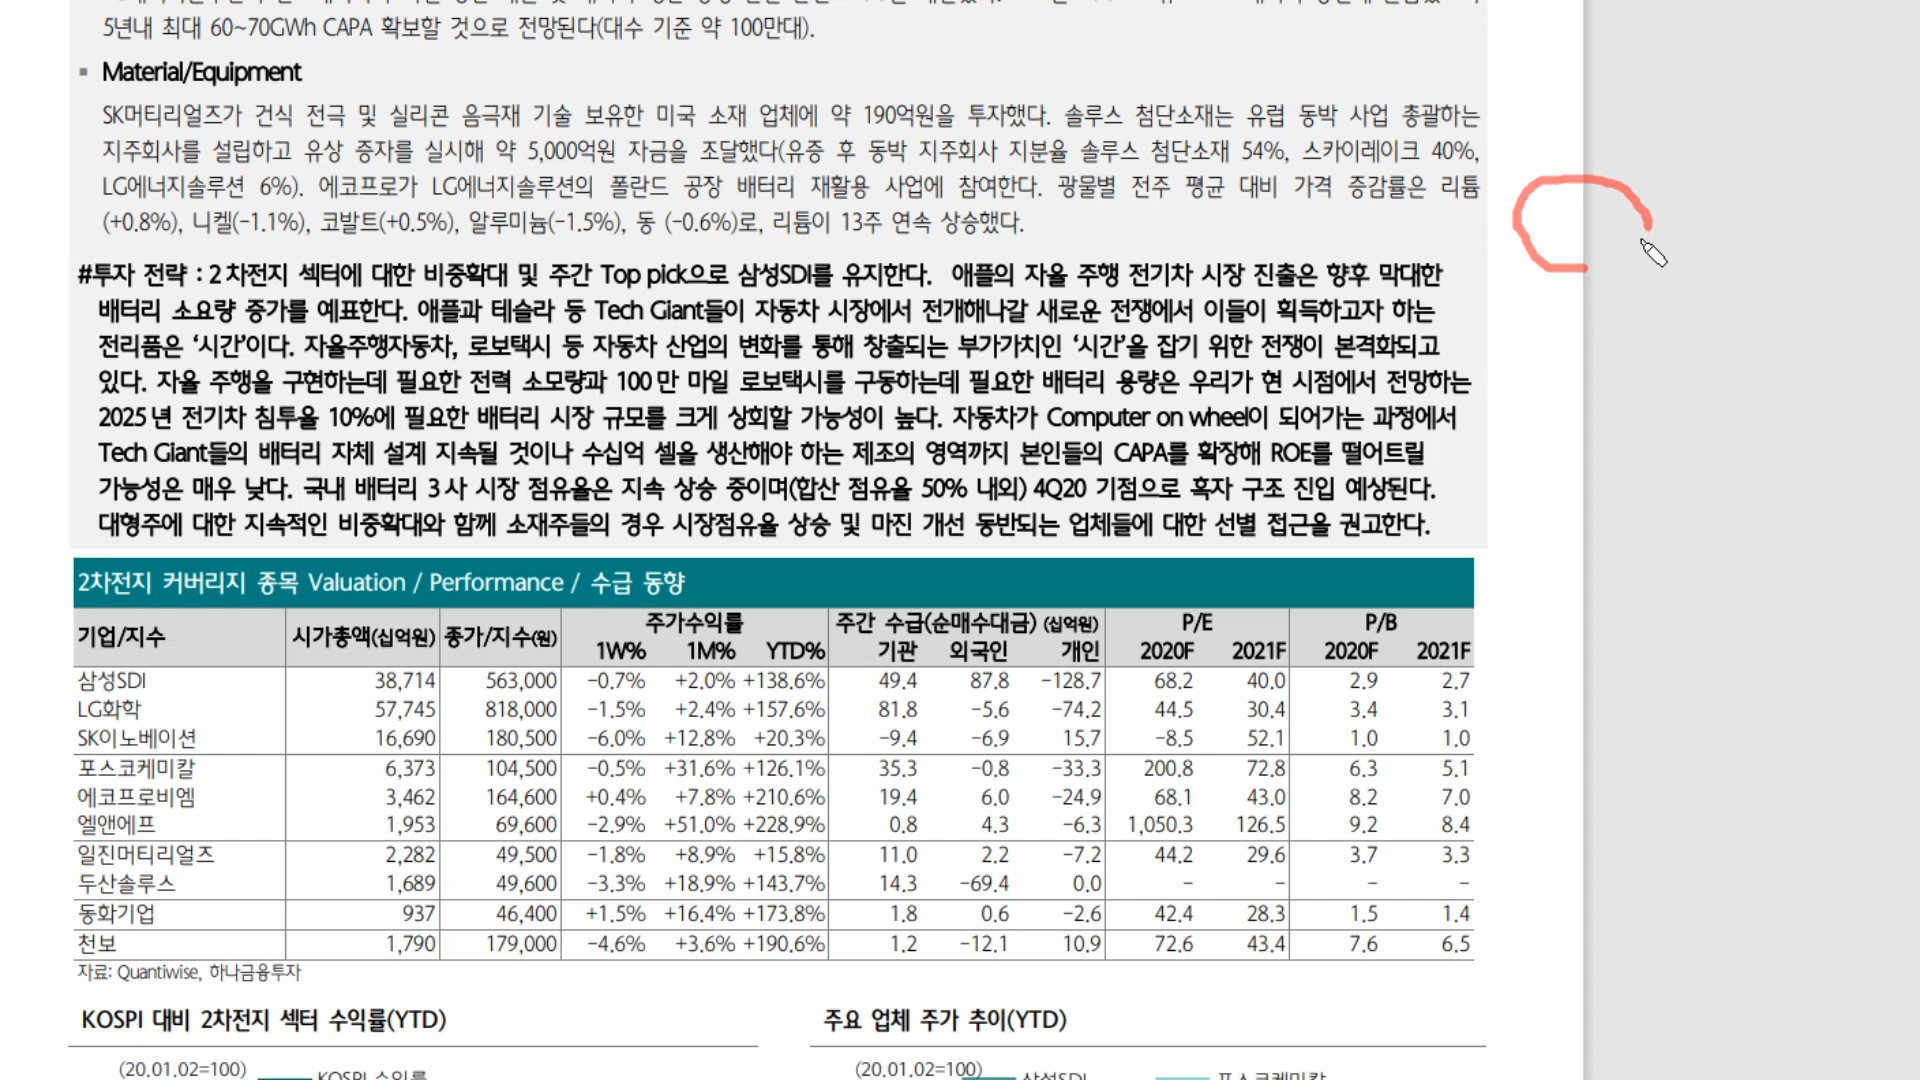 5년내 최대 60~70GWh CAPA 확보할 것으로 전망된다(대수 기준 약 100만대).
▪ Material/Equipment
SK머티리얼즈가 건식 전극 및 실리콘 음극재 기술 보유한 미국 소재 업체에 약 190억원을 투자했다. 솔루스 첨단소재는 유럽 동박 사업 총괄하는
지주회사를 설립하고 유상 증자를 실시해 약 5,000억원 자금을 조달했다(유증 후 동박 지주회사 지분율 솔루스 첨단소재 54%, 스카이레이크 40%,
LG에너지솔루션 6%). 에코프로가 LG에너지솔루션의 폴란드 공장 배터리 재활용 사업에 참여한다. 광물별 전주 평균 대비 가격 증감률은 리튬
(+0.8%), 니켈(-1.1%), 코발트(+0.5%), 알루미늄(-1.5%), 동 (-0.6%)로, 리튬이 13주 연속 상승했다.
#투자 전략 : 2차전지 섹터에 대한 비중확대 및 주간 Top pick으로 삼성SDI를 유지한다. 애플의 자율 주행 전기차 시장 진출은 향후 막대한
배터리 소요량 증가를 예표한다. 애플과 테슬라 등 Tech Giant들이 자동차 시장에서 전개해나갈 새로운 전쟁에서 이들이 획득하고자 하는
전리품은 ‘시간’이다. 자율주행자동차, 로보택시 등 자동차 산업의 변화를 통해 창출되는 부가가치인 ‘시간’을 잡기 위한 전쟁이 본격화되고
있다. 자율 주행을 구현하는데 필요한 전력 소모량과 100만 마일 로보택시를 구동하는데 필요한 배터리 용량은 우리가 현 시점에서 전망하는
2025년 전기차 침투율 10%에 필요한 배터리 시장 규모를 크게 상회할 가능성이 높다. 자동차가 Computer on wheel이 되어가는 과정에서
Tech Giant들의 배터리 자체 설계 지속될 것이나 수십억 셀을 생산해야 하는 제조의 영역까지 본인들의 CAPA를 확장해 ROE를 떨어트릴
가능성은 매우 낮다. 국내 배터리 3사 시장 점유율은 지속 상승 중이며(합산 점유율 50% 내외) 4Q20 기점으로 흑자 구조 진입 예상된다.
대형주에 대한 지속적인 비중확대와 함께 소재주들의 경우 시장점유율 상승 및 마진 개선 동반되는 업체들에 대한 선별 접근을 권고한다.
2차전지 커버리지 종목 Valuation / Performance / 수급 동향
기업/지수 시가총액(십억원) 종가/지수(원) 주가수익률 주간 수급(순매수대금) (십억원) P/E P/B
1W% 1M% YTD% 기관 외국인 개인 2020F 2021F 2020F 2021F
삼성SDI 38,714 563,000 -0.7% +2.0% +138.6% 49.4 87.8 -128.7 68.2 40.0 2.9 2.7
LG화학 57,745 818,000 -1.5% +2.4% +157.6% 81.8 -5.6 -74.2 44.5 30.4 3.4 3.1
SK이노베이션 16,690 180,500 -6.0% +12.8% +20.3% -9.4 -6.9 15.7 -8.5 52.1 1.0 1.0
포스코케미칼 6,373 104,500 -0.5% +31.6% +126.1% 35.3 -0.8 -33.3 200.8 72.8 6.3 5.1
에코프로비엠 3,462 164,600 +0.4% +7.8% +210.6% 19.4 6.0 -24.9 68.1 43.0 8.2 7.0
엘앤에프 1,953 69,600 -2.9% +51.0% +228.9% 0.8 4.3 -6.3 1,050.3 126.5 9.2 8.4
일진머티리얼즈 2,282 49,500 -1.8% +8.9% +15.8% 11.0 2.2 -7.2 44.2 29.6 3.7 3.3
두산솔루스 1,689 49,600 -3.3% +18.9% +143.7% 14.3 -69.4 0.0 - - - -
동화기업 937 46,400 +1.5% +16.4% +173.8% 1.8 0.6 -2.6 42.4 28.3 1.5 1.4
천보 1,790 179,000 -4.6% +3.6% +190.6% 1.2 -12.1 10.9 72.6 43.4 7.6 6.5
자료: Quantiwise, 하나금융투자
KOSPI 대비 2차전지 섹터 수익률(YTD)
(20.01.02=100) KOSPI 수익률
주요 업체 주가 추이(YTD)
(20.01.02=100) 삼성SDI 포스코케미칼